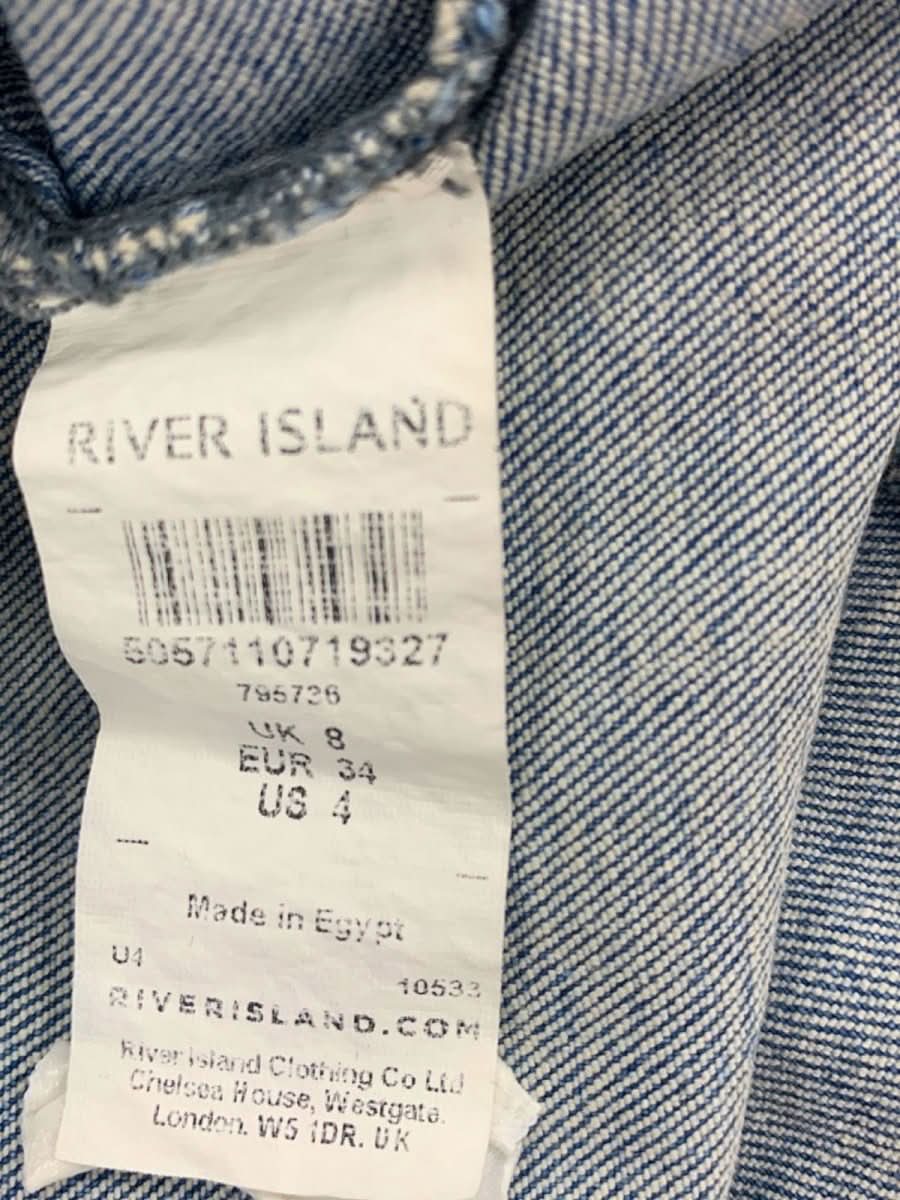 RIVER ISLAND
5057110719327
795736
UK 8
EUR 34
US 4
Made in Egypt
U4
10533
RIVERISLAND.COM
River Island Clothing Co Ltd
Chelsea House, Westgate.
London. W5 1DR. UK